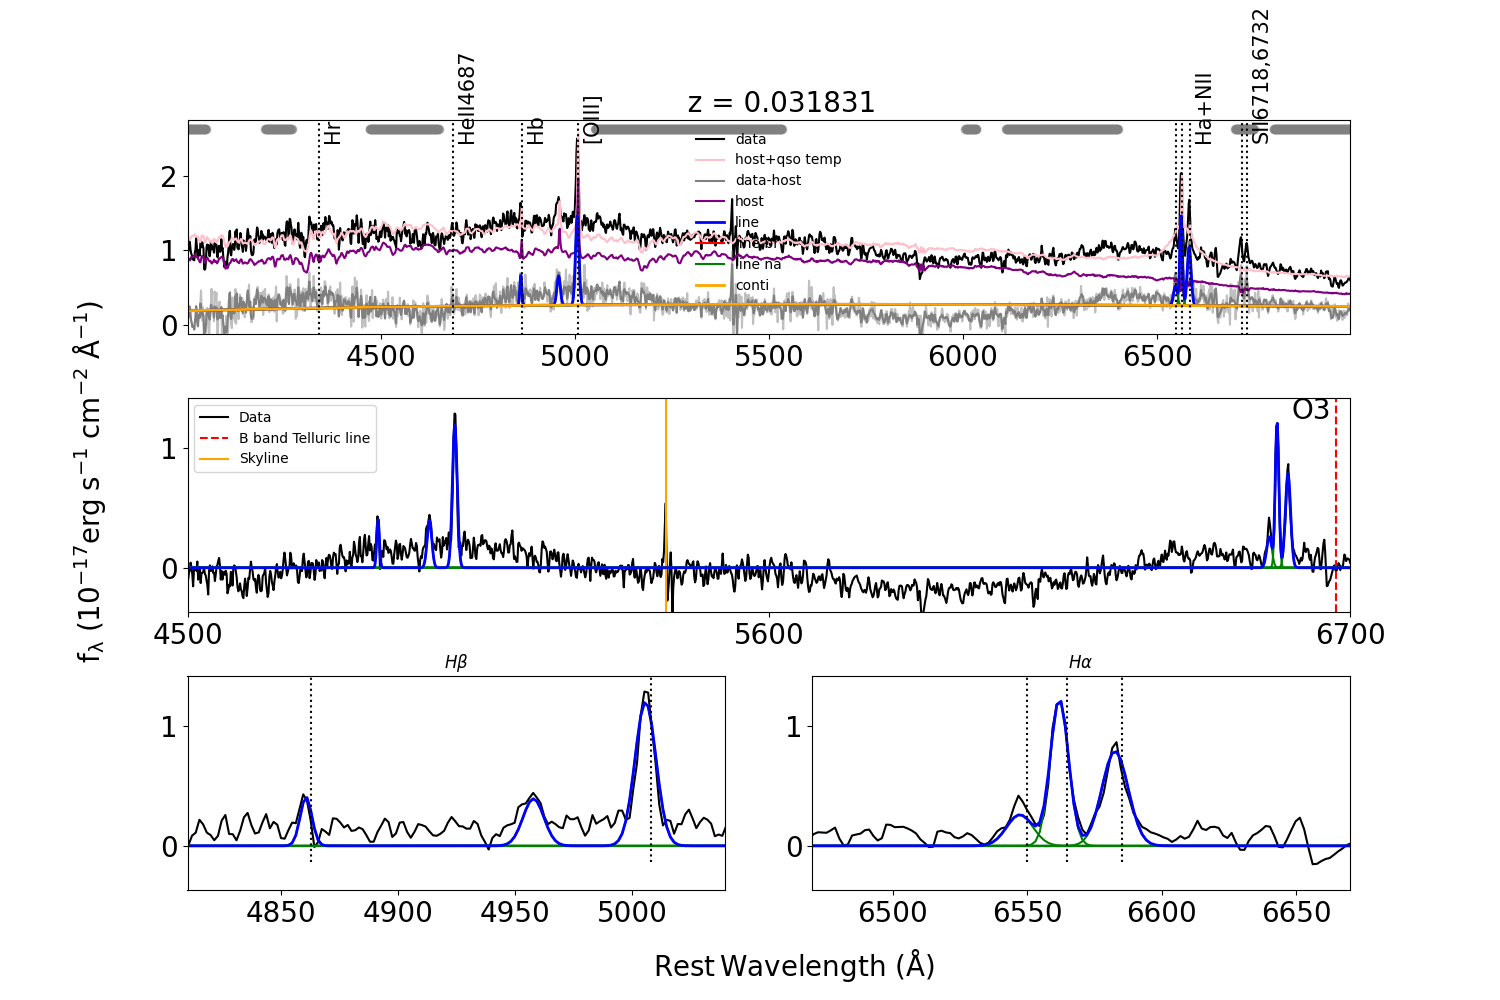 z = 0.031831
Hr
HeII4687
Hb
[OIII]
Ha+NII
SII6718,6732
data
host+qso temp
data-host
host
line
line na
conti
2
1
0
4500 5000 5500 6000 6500
Data
B band Telluric line
Skyline
O3
1
0
4500 5600 6700
fλ (10−17erg s−1 cm−2 Å−1)
Hβ
1
0
4850 4900 4950 5000
Hα
1
0
6500 6550 6600 6650
Rest Wavelength (Å)